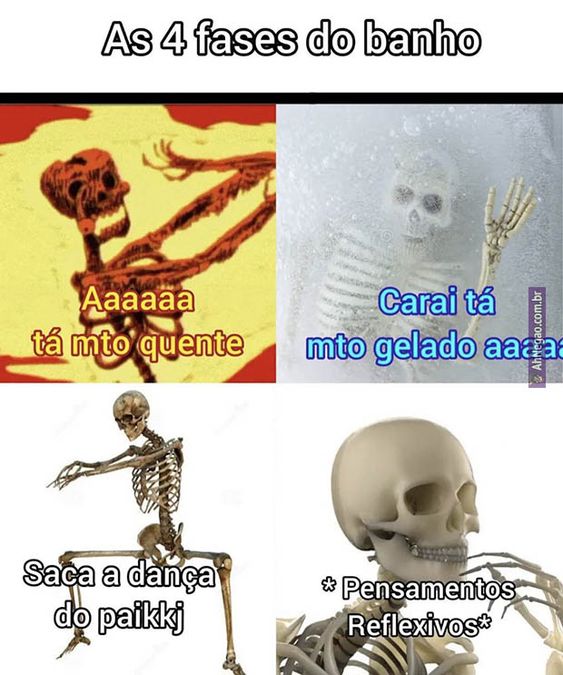 As 4 fases do banho
Aaaaaa
tá mto quente
Carai tá
mto gelado aaaaa
AhNegao.com.br
Saca a dança
do paikkj
* Pensamentos
Reflexivos*